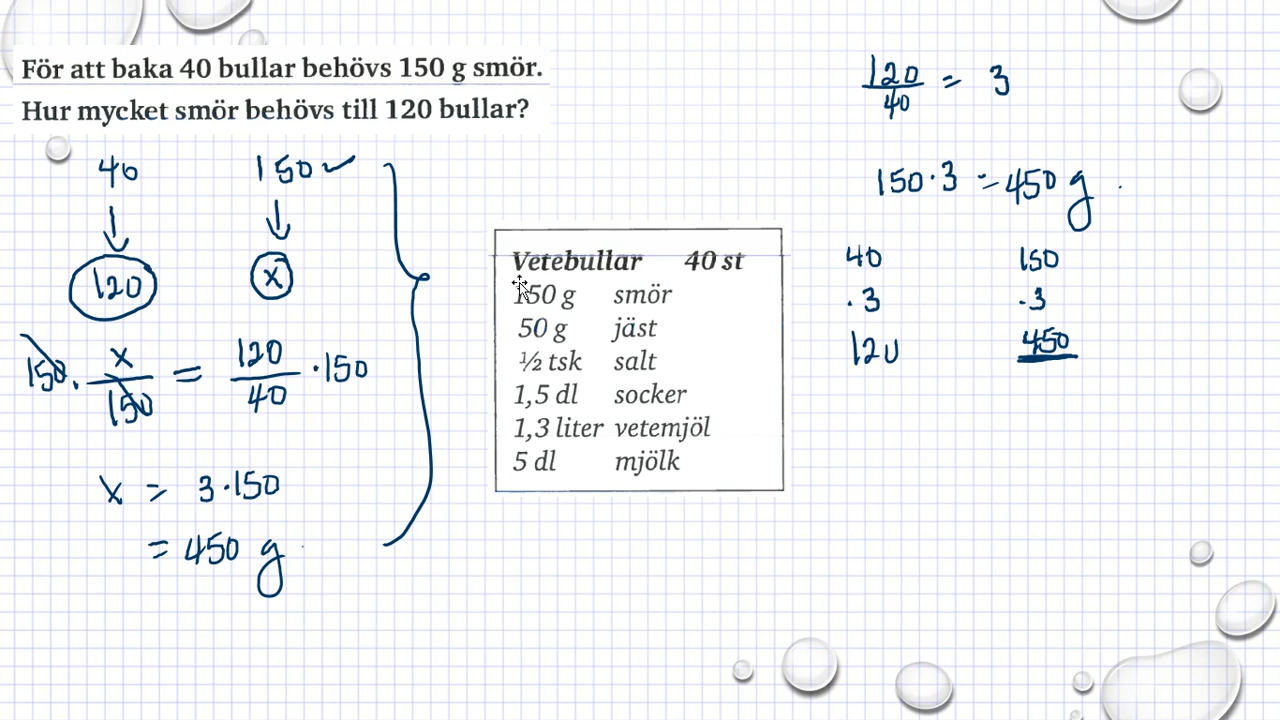 För att baka 40 bullar behövs 150 g smör.
Hur mycket smör behövs till 120 bullar?
40 150
120 x
150 · x/150 = 120/40 · 150
x = 3·150
= 450 g
Vetebullar 40 st
150 g smör
50 g jäst
½ tsk salt
1,5 dl socker
1,3 liter vetemjöl
5 dl mjölk
120/40 = 3
150·3 = 450 g
40 150
·3 ·3
120 450